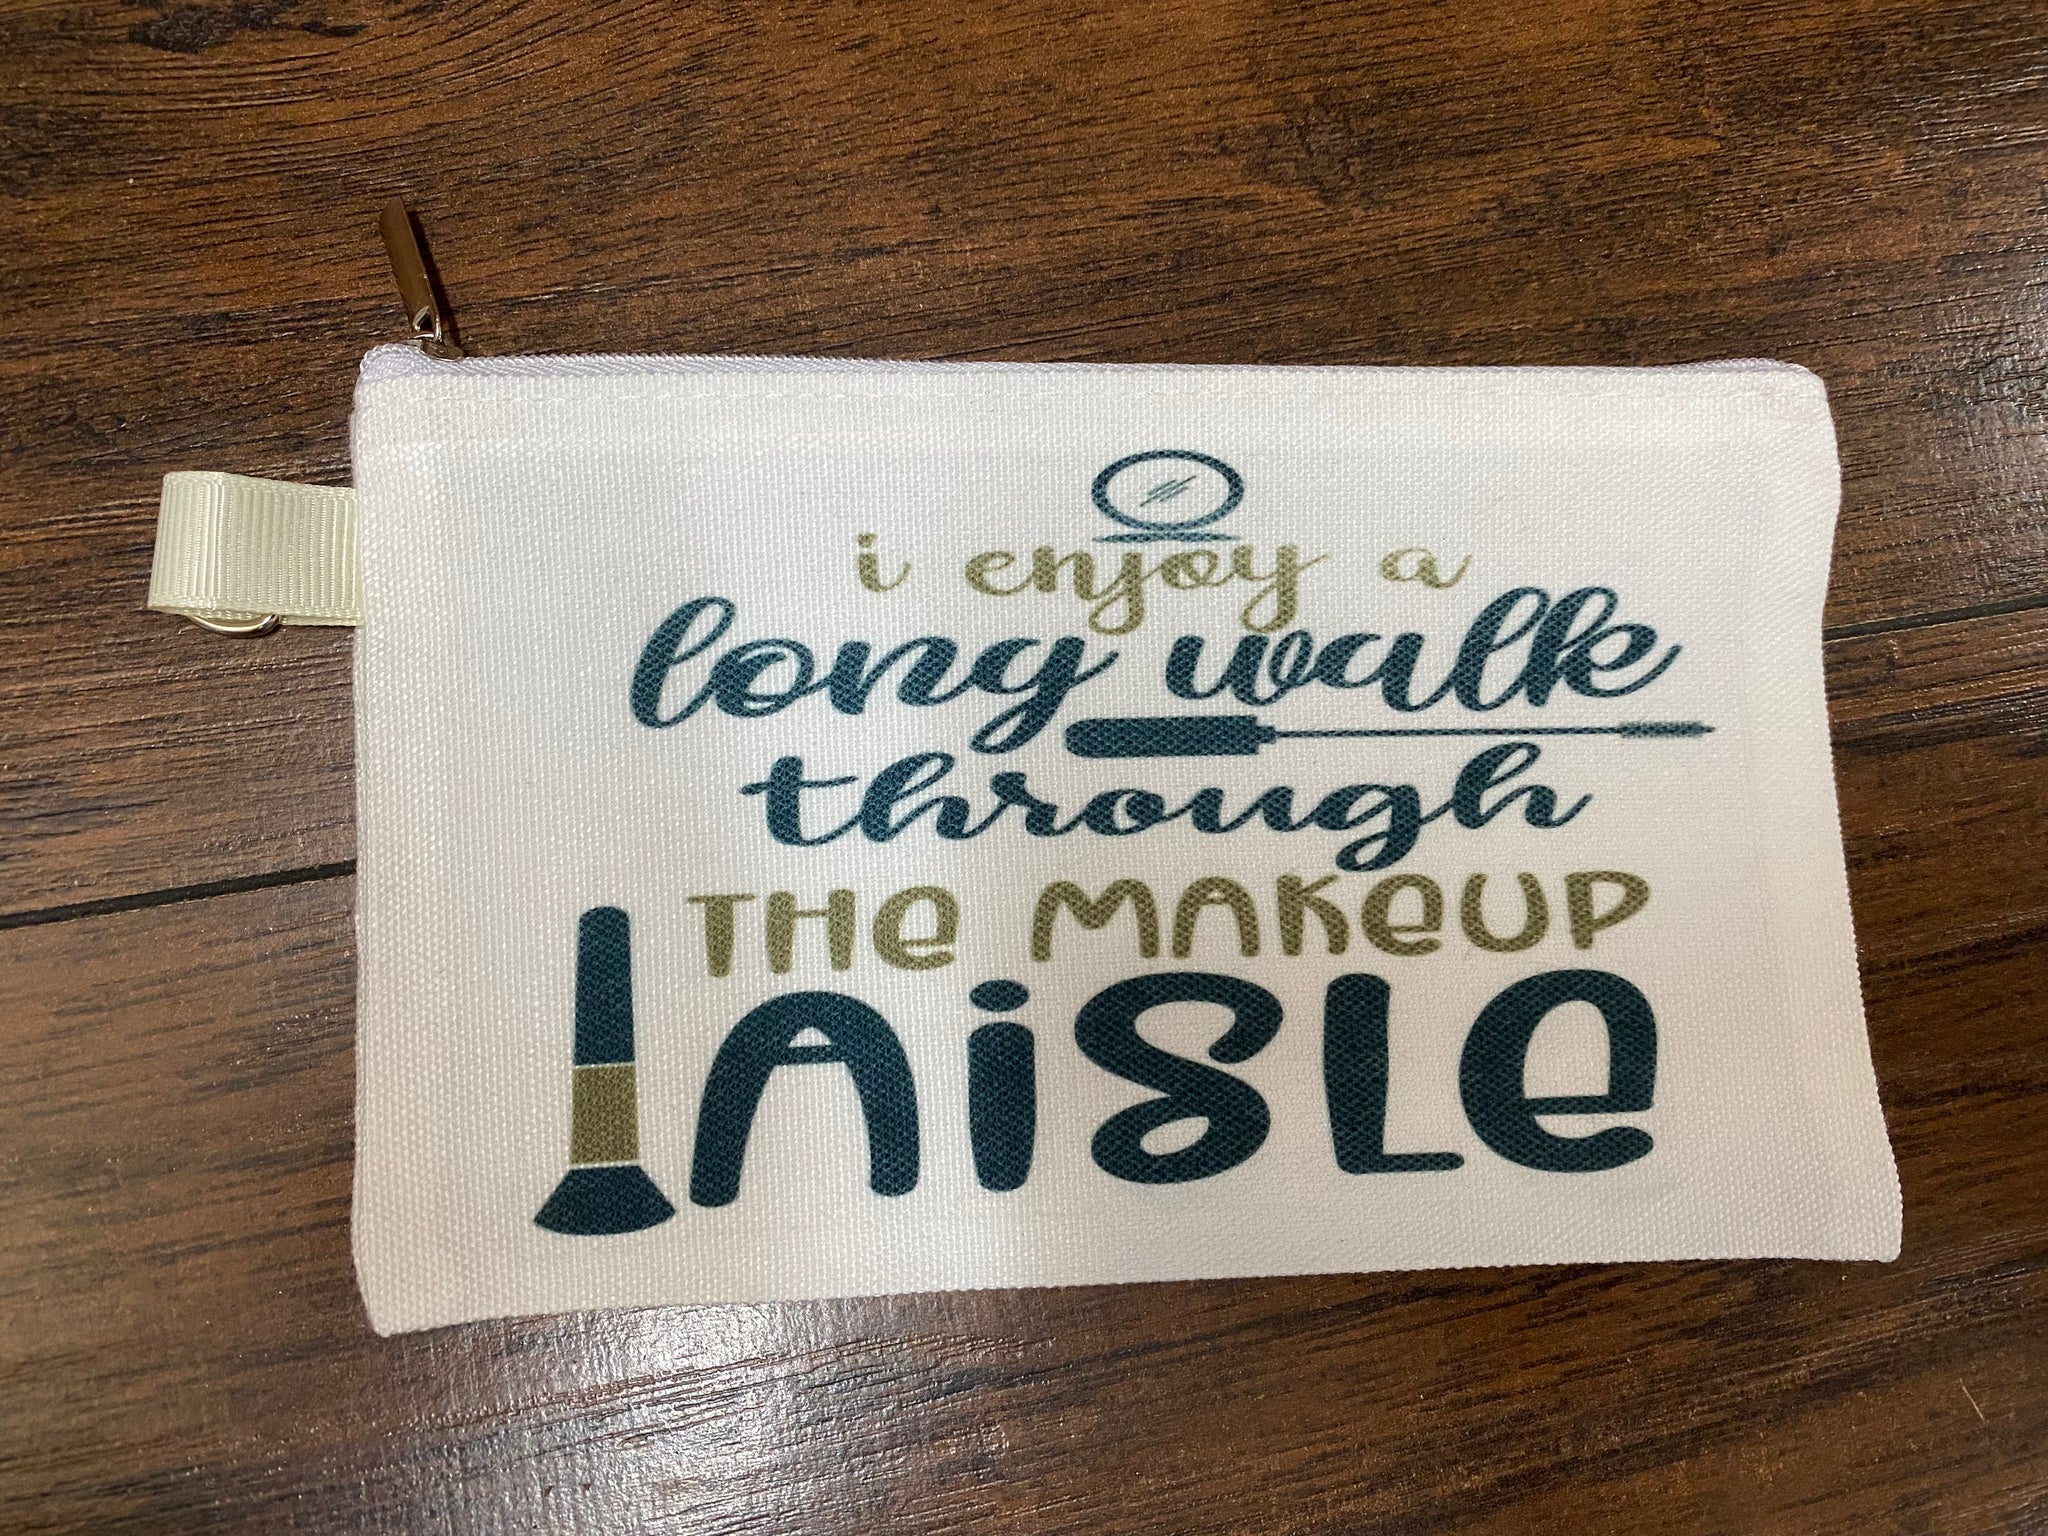 i enjoy a
long walk
through
THe MAKeUP
AiSLe